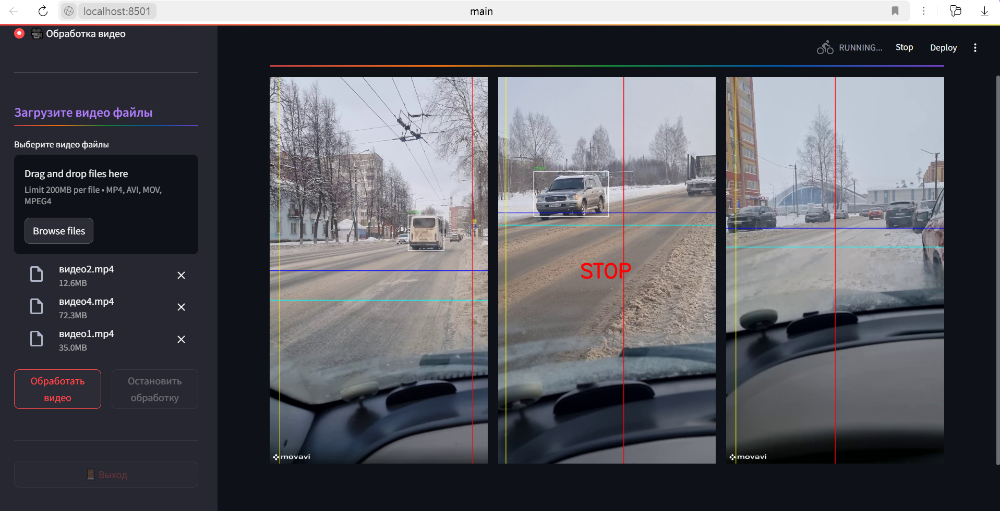 localhost:8501
main
Обработка видео
RUNNING...
Stop
Deploy
Загрузите видео файлы
Выберите видео файлы
Drag and drop files here
Limit 200MB per file • MP4, AVI, MOV,
MPEG4
Browse files
видео2.mp4
12.6MB
видео4.mp4
72.3MB
видео1.mp4
35.0MB
Обработать
видео
Остановить
обработку
Выход
STOP
movavi
movavi